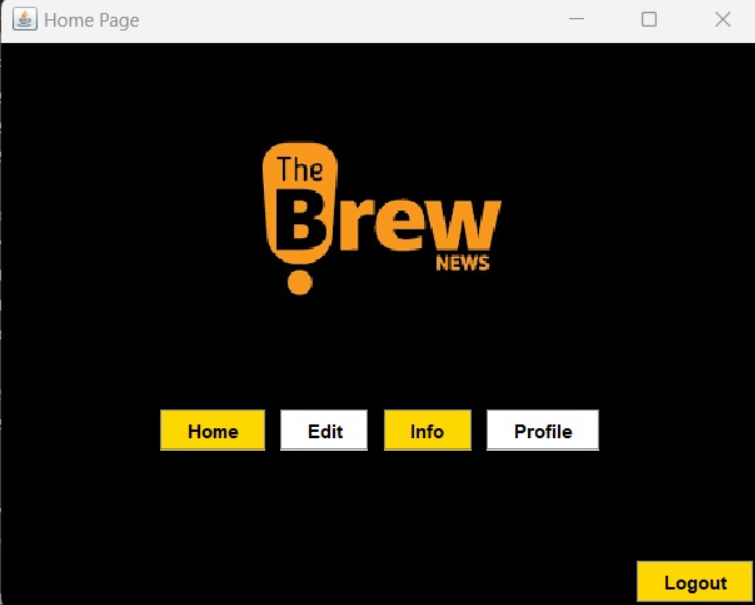 Home Page
The
Brew
NEWS
Home Edit Info Profile
Logout